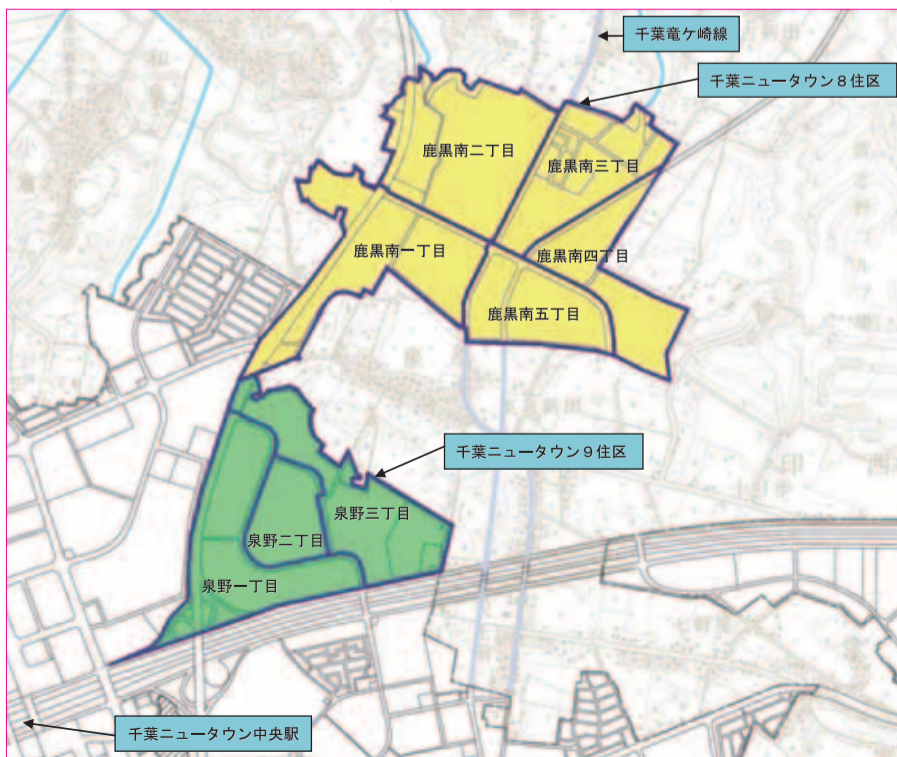 千葉竜ケ崎線
千葉ニュータウン8住区
鹿黒南二丁目
鹿黒南三丁目
鹿黒南一丁目
鹿黒南四丁目
鹿黒南五丁目
千葉ニュータウン9住区
印西
泉野三丁目
泉野二丁目
泉野一丁目
千葉ニュータウン中央駅